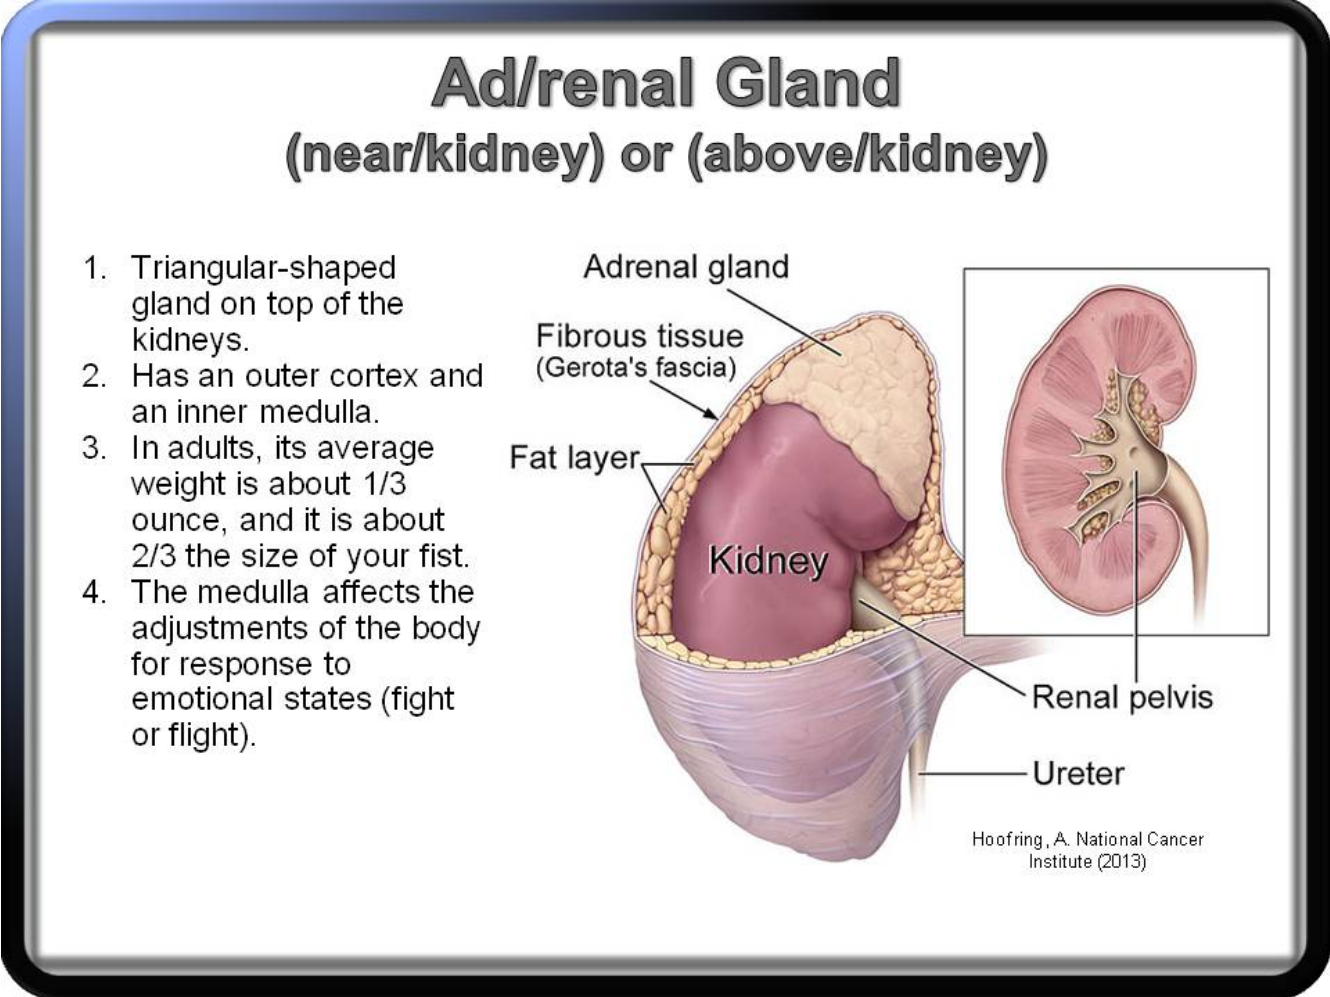 Ad/renal Gland
(near/kidney) or (above/kidney)
1. Triangular-shaped
gland on top of the
kidneys.
2. Has an outer cortex and
an inner medulla.
3. In adults, its average
weight is about 1/3
ounce, and it is about
2/3 the size of your fist.
4. The medulla affects the
adjustments of the body
for response to
emotional states (fight
or flight).
Adrenal gland
Fibrous tissue
(Gerota's fascia)
Fat layer
Kidney
Renal pelvis
Ureter
Hoofring, A. National Cancer
Institute (2013)